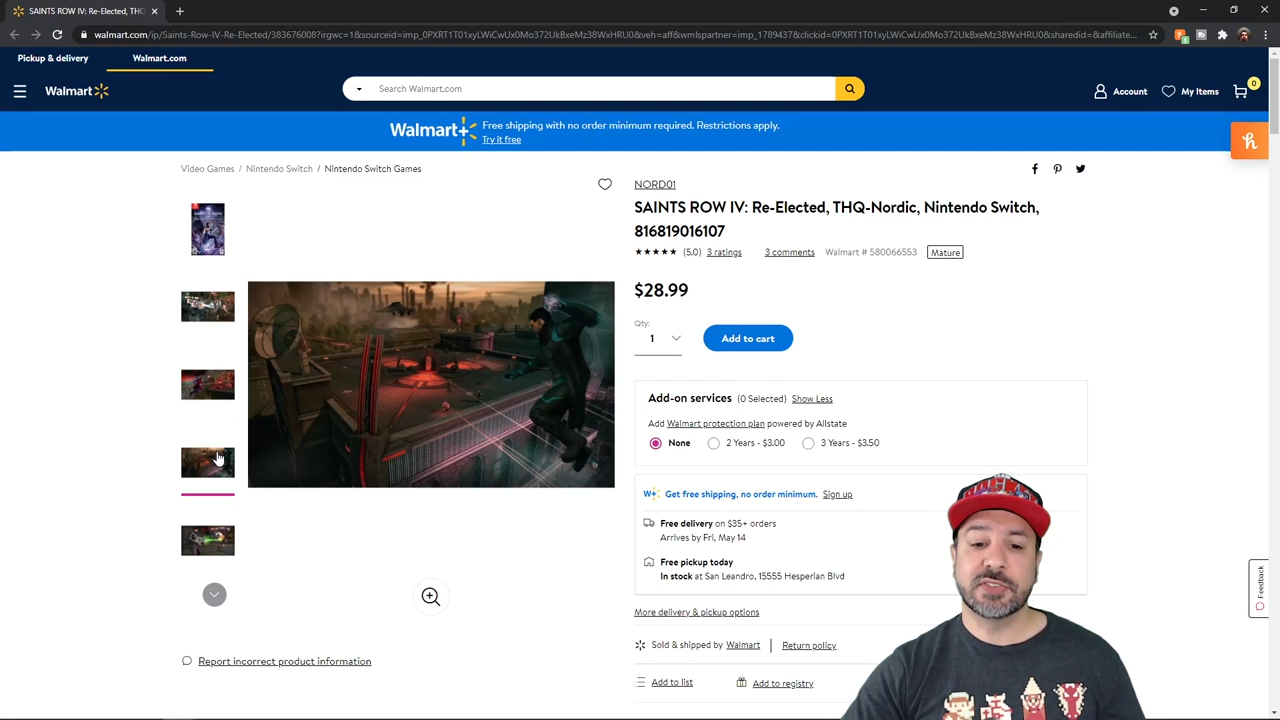 SAINTS ROW IV: Re-Elected, TH
walmart.com/ip/Saints-Row-IV-Re-Elected/383676008?irgwc=1&sourceid=imp_0PXRT1T01xyLWiwUx0Mo372UkBxEMz38WxHRU0&veh=aff&wmlspartner=imp_1789437&clickid=0PXRT1T01xyLWiwUx0Mo372UkBxeMz38WxHRU0&sharedid=&affiliate...
Pickup & delivery
Walmart.com
Walmart
Search Walmart.com
Account
My Items
0
Walmart+
Free shipping with no order minimum required. Restrictions apply.
Try it free
Video Games / Nintendo Switch / Nintendo Switch Games
NORD01
SAINTS ROW IV: Re-Elected, THQ-Nordic, Nintendo Switch,
816819016107
(5.0) 3 ratings 3 comments Walmart # 580066553 Mature
$28.99
Qty:
1
Add to cart
Add-on services (0 Selected) Show Less
Add Walmart protection plan powered by Allstate
None 2 Years - $3.00 3 Years - $3.50
W+ Get free shipping, no order minimum. Sign up
Free delivery on $35+ orders
Arrives by Fri, May 14
Free pickup today
In stock at San Leandro, 15555 Hesperian Blvd
More delivery & pickup options
Sold & shipped by Walmart | Return policy
Add to list
Add to registry
Report incorrect product information
Feedback